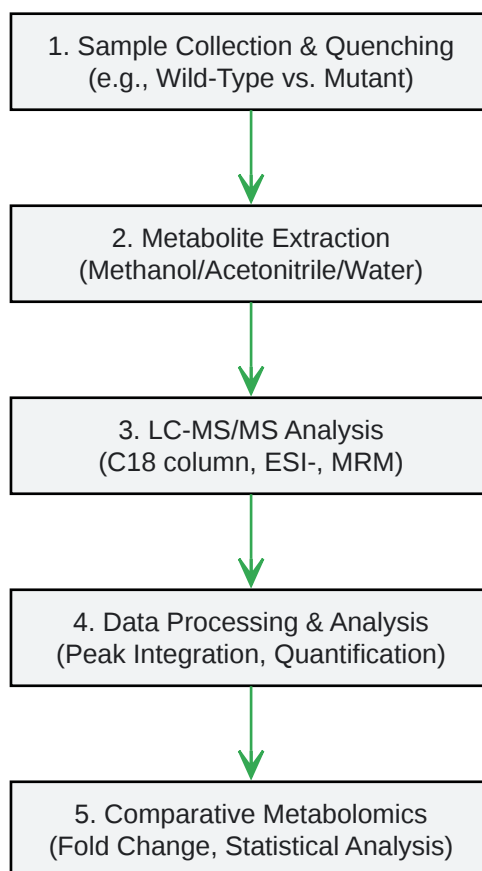 1. Sample Collection & Quenching
(e.g., Wild-Type vs. Mutant)
2. Metabolite Extraction
(Methanol/Acetonitrile/Water)
3. LC-MS/MS Analysis
(C18 column, ESI-, MRM)
4. Data Processing & Analysis
(Peak Integration, Quantification)
5. Comparative Metabolomics
(Fold Change, Statistical Analysis)